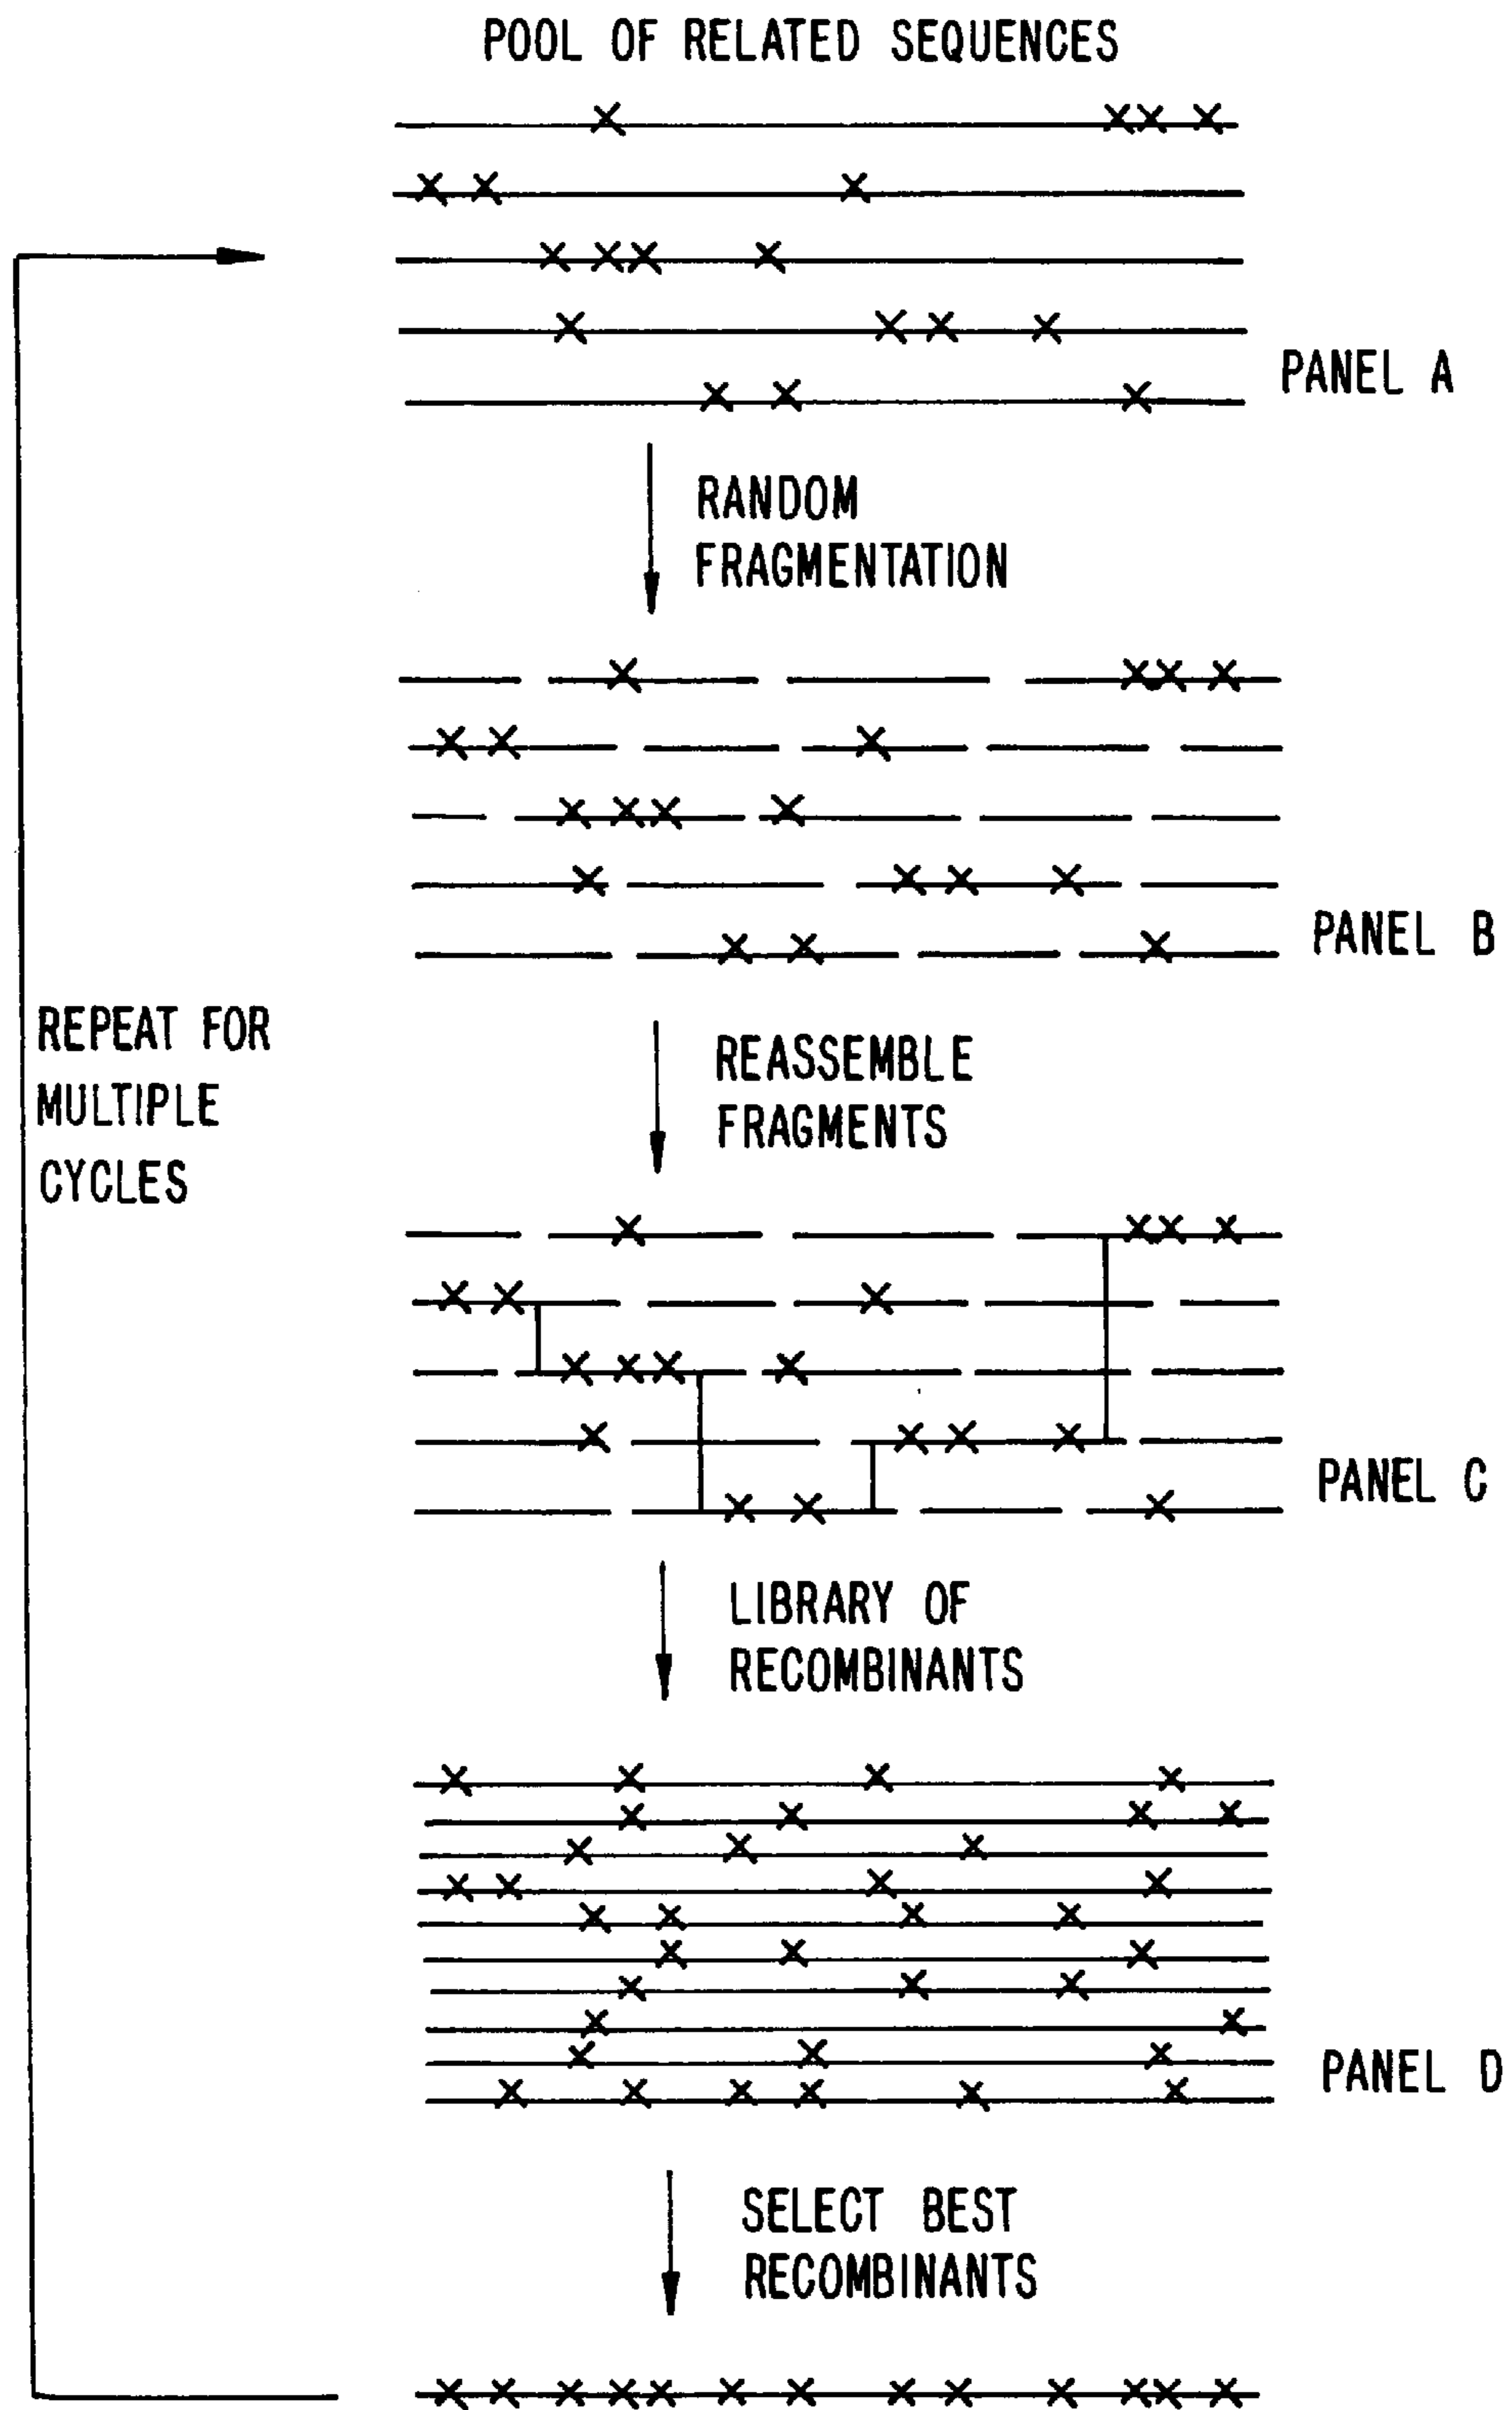 POOL OF RELATED SEQUENCES
PANEL A
RANDOM
FRAGMENTATION
PANEL B
REPEAT FOR
MULTIPLE
CYCLES
REASSEMBLE
FRAGMENTS
PANEL C
LIBRARY OF
RECOMBINANTS
PANEL D
SELECT BEST
RECOMBINANTS